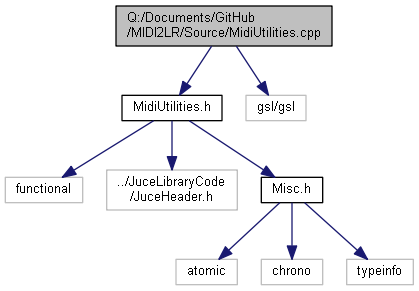 Q:/Documents/GitHub
/MIDI2LR/Source/MidiUtilities.cpp
MidiUtilities.h
gsl/gsl
functional
../JuceLibraryCode
/JuceHeader.h
Misc.h
atomic
chrono
typeinfo